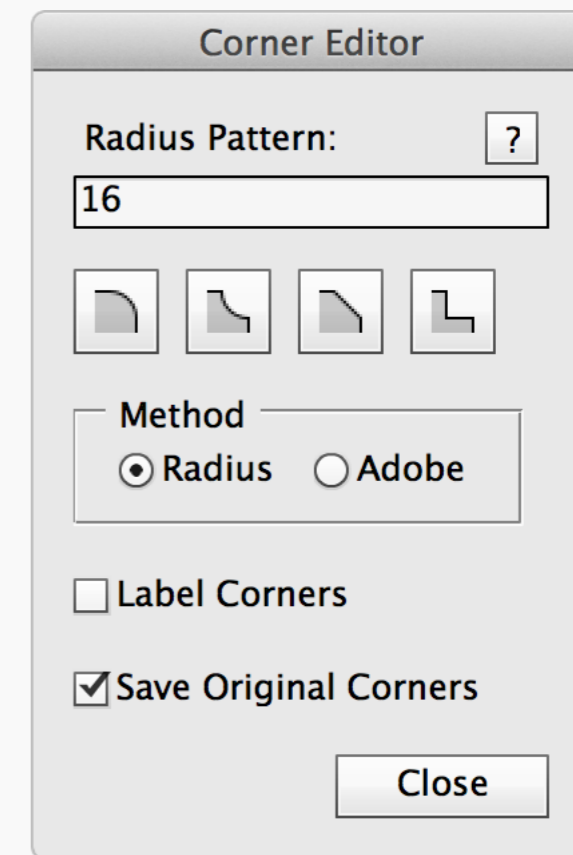 Corner Editor
Radius Pattern: ?
16
Method
Radius Adobe
Label Corners
Save Original Corners
Close